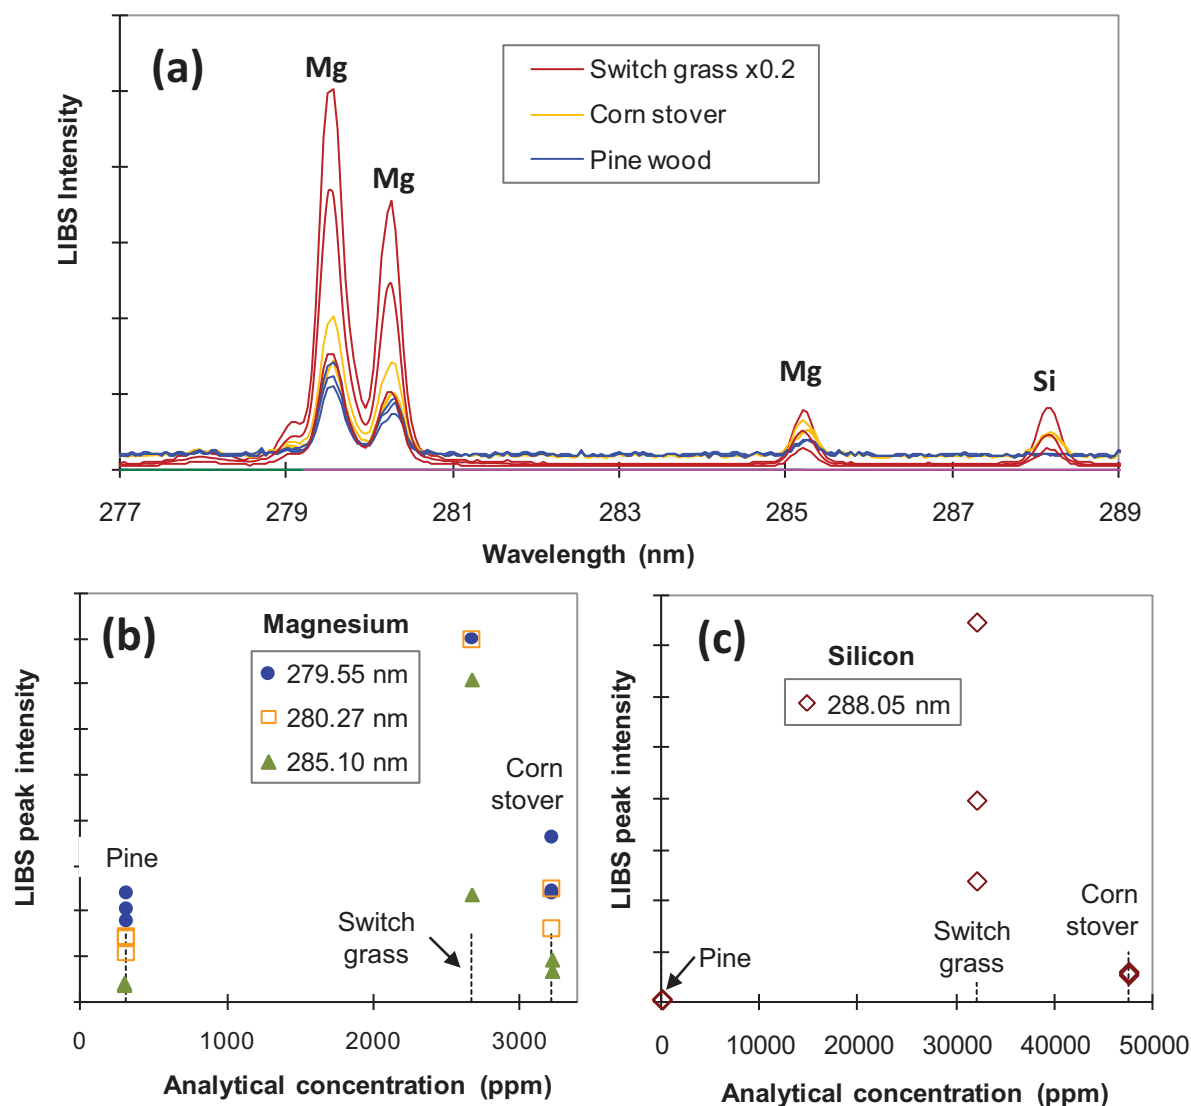 (a)
Mg
Mg
Mg
Si
Switch grass x0.2
Corn stover
Pine wood
LIBS Intensity
277 279 281 283 285 287 289
Wavelength (nm)
(b)
Magnesium
279.55 nm
280.27 nm
285.10 nm
Pine
Switch
grass
Corn
stover
LIBS peak intensity
0 1000 2000 3000
Analytical concentration (ppm)
(c)
Silicon
288.05 nm
Pine
Switch
grass
Corn
stover
LIBS peak intensity
0 10000 20000 30000 40000 50000
Analytical concentration (ppm)